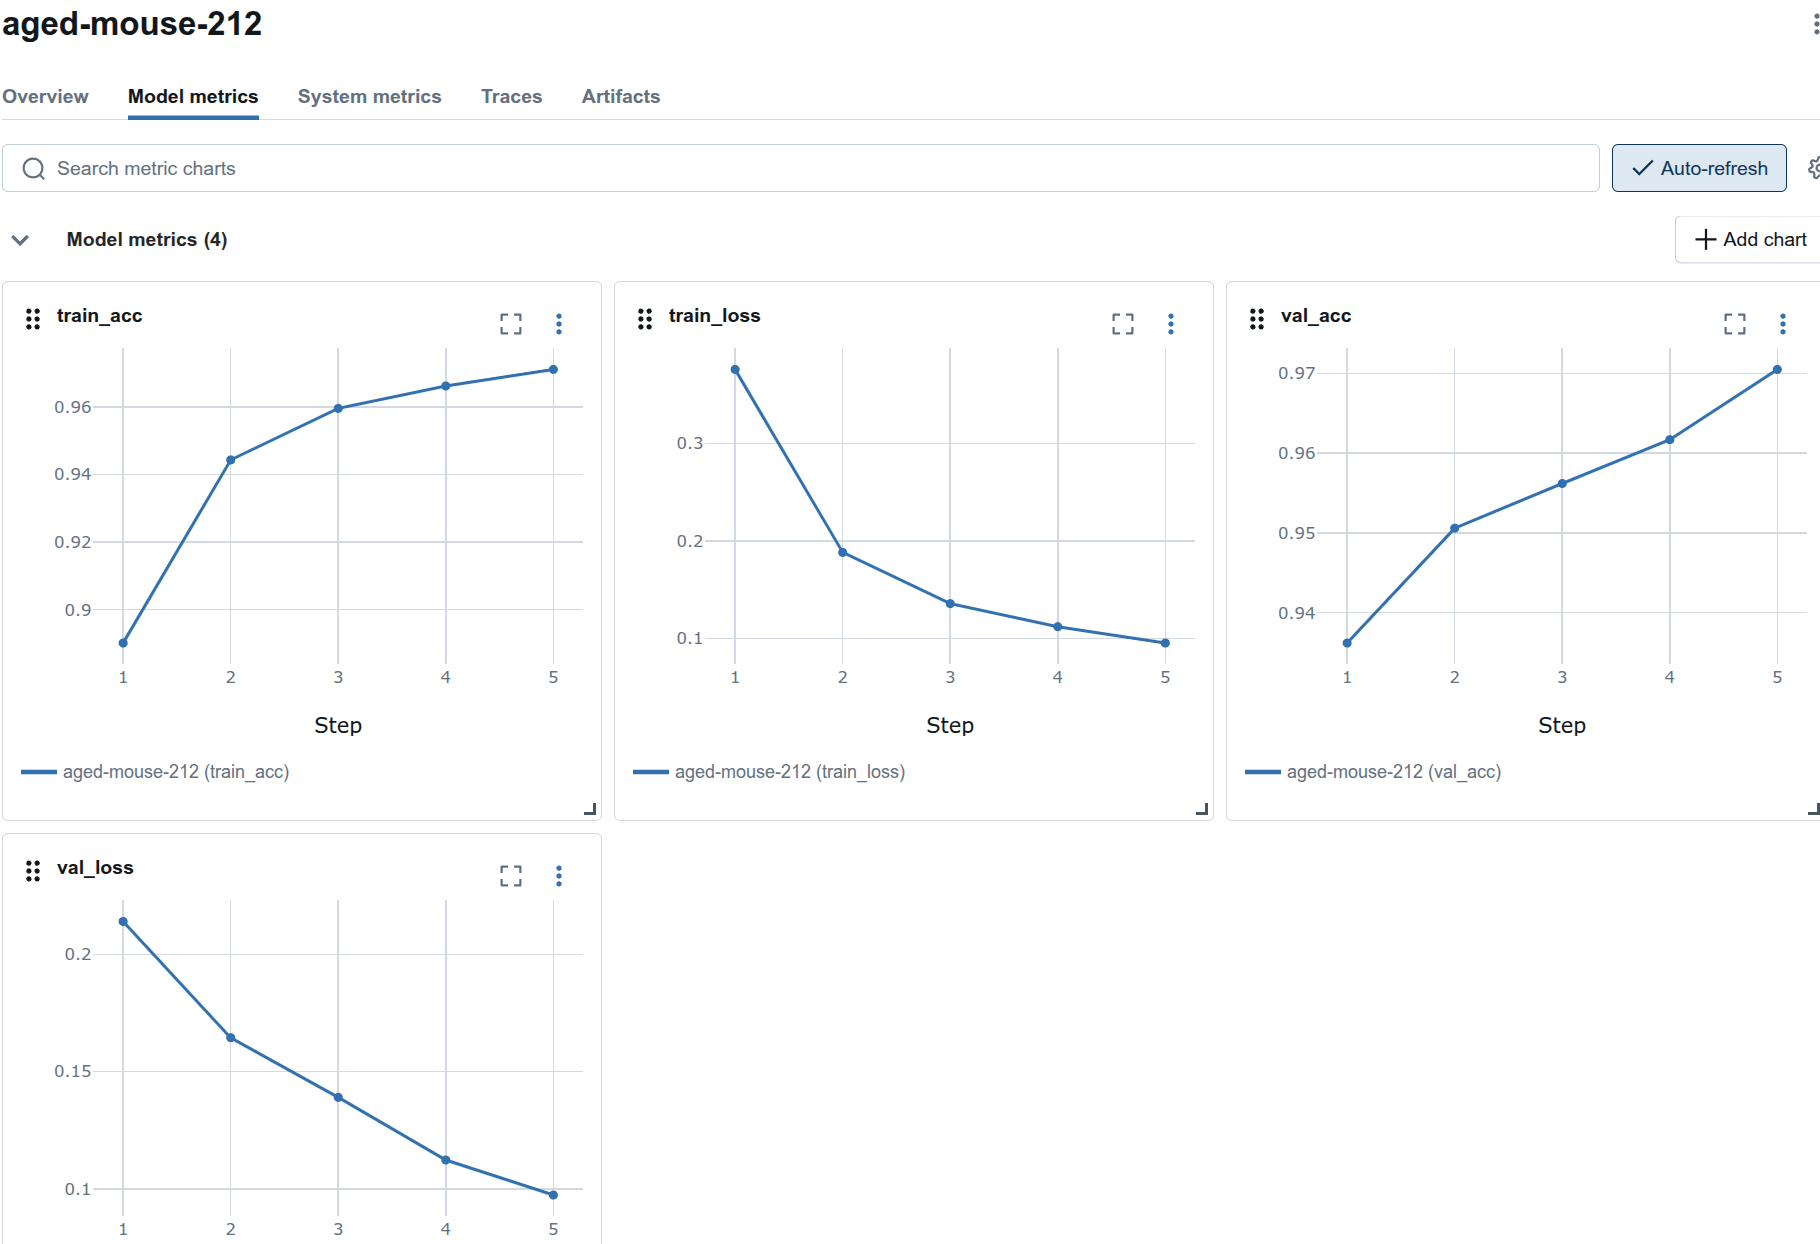 aged-mouse-212
Overview Model metrics System metrics Traces Artifacts
Search metric charts
Auto-refresh
Model metrics (4)
Add chart
train_acc
0.96
0.94
0.92
0.9
1 2 3 4 5
Step
aged-mouse-212 (train_acc)
train_loss
0.3
0.2
0.1
1 2 3 4 5
Step
aged-mouse-212 (train_loss)
val_acc
0.97
0.96
0.95
0.94
1 2 3 4 5
Step
aged-mouse-212 (val_acc)
val_loss
0.2
0.15
0.1
1 2 3 4 5